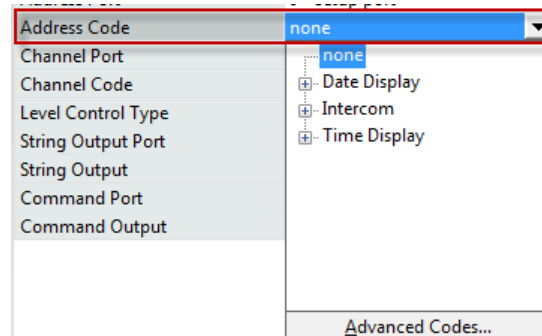 Address Code none
none
Channel Port
Channel Code
Date Display
Level Control Type
Intercom
String Output Port
Time Display
String Output
Command Port
Command Output
Advanced Codes...